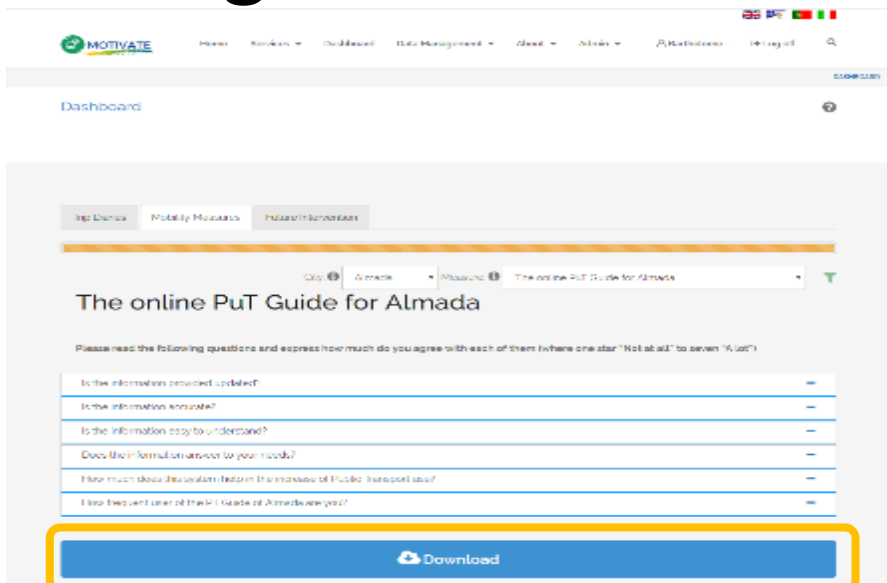 MOTIVATE Home Services Dashboard Data Management About Admin Bartholomew Log off
Dashboard
Trip Diaries Mobility Measures Future Intervention
City: Almada Measure: The online PuT Guide for Almada
The online PuT Guide for Almada
Please read the following questions and express how much do you agree with each of them (where one star "Not at all" to seven "A lot")
Is the information provided updated?
Is the information accurate?
Is the information easy to understand?
Does the information answer to your needs?
How much does this system help in the increase of Public Transport use?
How frequent user of the PT Guide of Almada are you?
Download